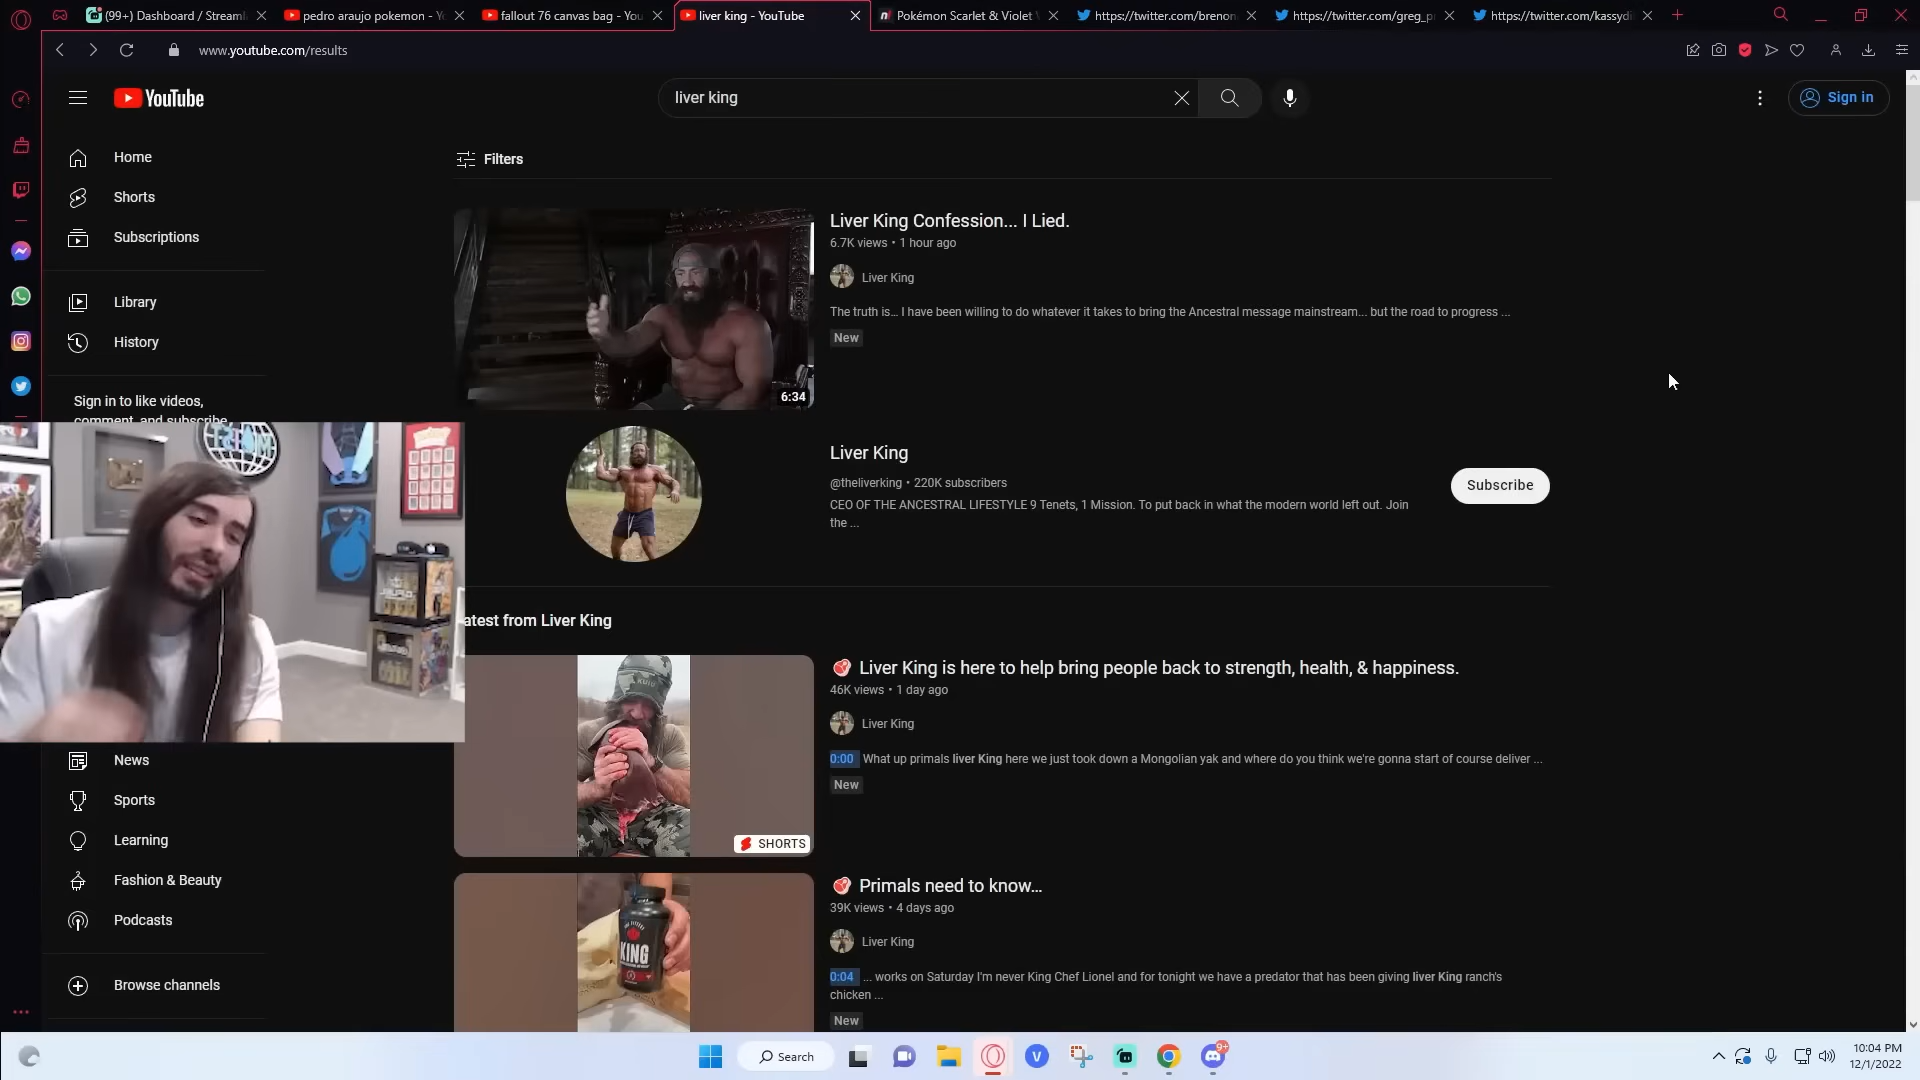 (99+) Dashboard / Streaml
pedro araujo pokemon - Yo
fallout 76 canvas bag - You
liver king - YouTube
Pokémon Scarlet & Violet
https://twitter.com/brenon
https://twitter.com/greg_p
https://twitter.com/kassydi
www.youtube.com/results
YouTube
liver king
Sign in
Home
Shorts
Subscriptions
Library
History
Sign in to like videos,
comment, and subscribe
News
Sports
Learning
Fashion & Beauty
Podcasts
Browse channels
Filters
6:34
Liver King Confession... I Lied.
6.7K views • 1 hour ago
Liver King
The truth is… I have been willing to do whatever it takes to bring the Ancestral message mainstream... but the road to progress ...
New
Liver King
@theliverking • 220K subscribers
CEO OF THE ANCESTRAL LIFESTYLE 9 Tenets, 1 Mission. To put back in what the modern world left out. Join
the ...
Subscribe
atest from Liver King
SHORTS
Liver King is here to help bring people back to strength, health, & happiness.
46K views • 1 day ago
Liver King
0:00 What up primals liver King here we just took down a Mongolian yak and where do you think we're gonna start of course deliver ...
New
KING
Primals need to know…
39K views • 4 days ago
Liver King
0:04 ... works on Saturday I'm never King Chef Lionel and for tonight we have a predator that has been giving liver King ranch's
chicken ...
New
Search
9+
10:04 PM
12/1/2022